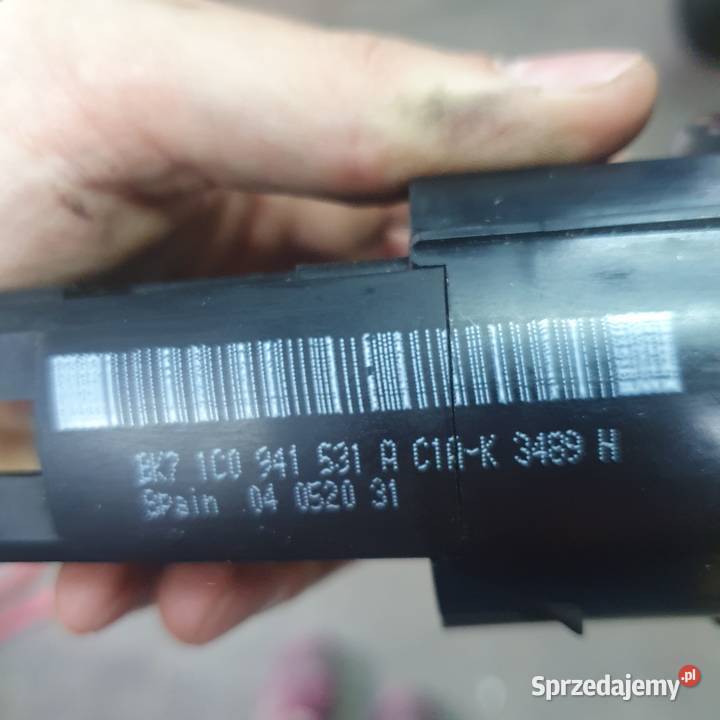 BK7 1C0 941 531 A C1A-K 3489 H
Spain 04 0520 31
Sprzedajemy.pl